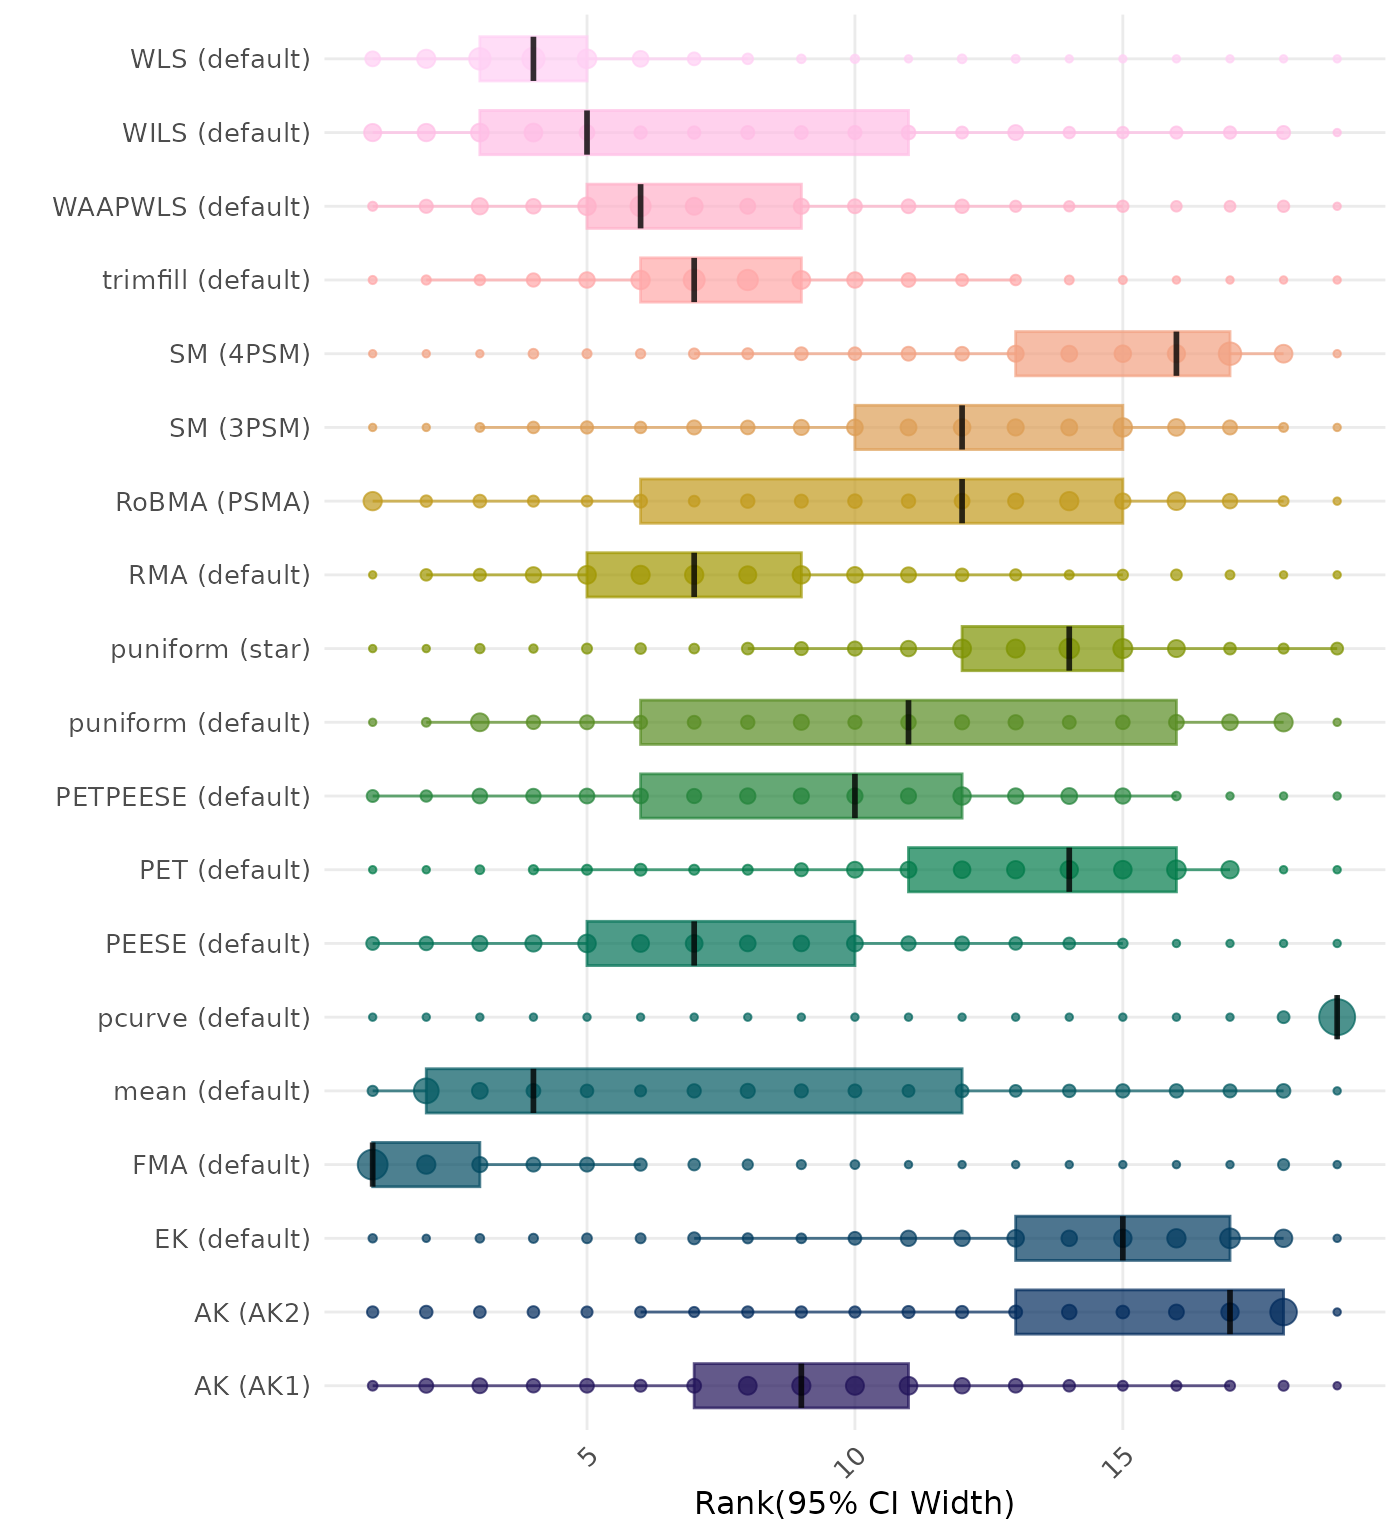 WLS (default)
WILS (default)
WAAPWLS (default)
trimfill (default)
SM (4PSM)
SM (3PSM)
RoBMA (PSMA)
RMA (default)
puniform (star)
puniform (default)
PETPEESE (default)
PET (default)
PEESE (default)
pcurve (default)
mean (default)
FMA (default)
EK (default)
AK (AK2)
AK (AK1)
5
10
15
Rank(95% CI Width)